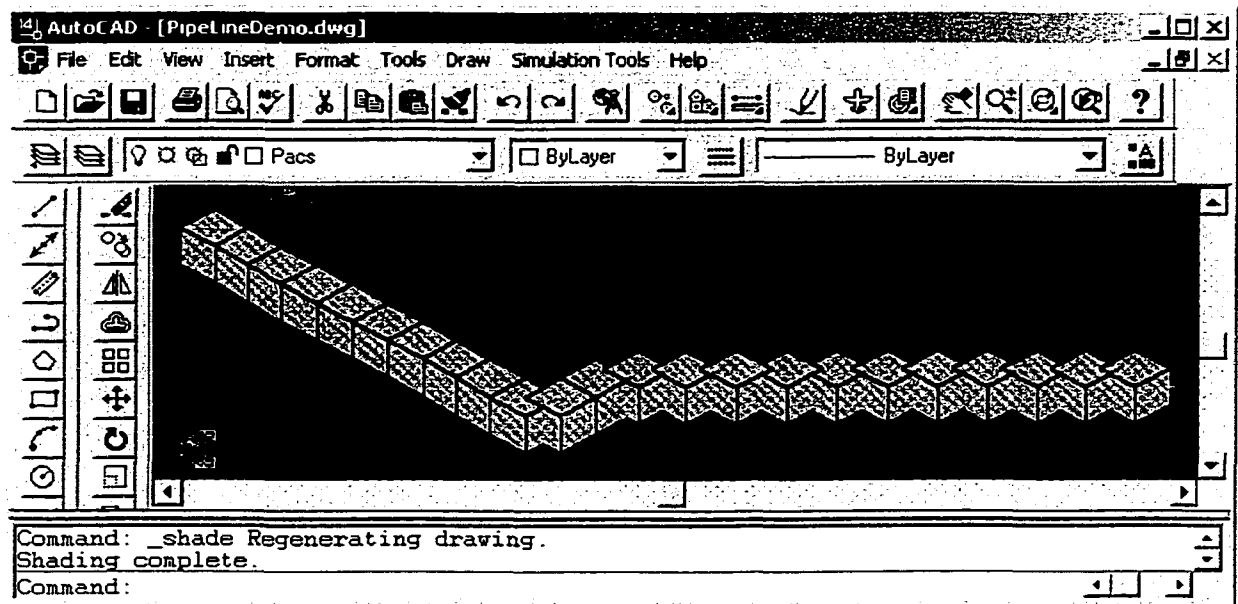 AutoCAD - [PipeLineDemo.dwg]
File Edit View Insert Format Tools Draw Simulation Tools Help
ABC
?
Pacs ByLayer ByLayer
A
Command: _shade Regenerating drawing.
Shading complete.
Command: